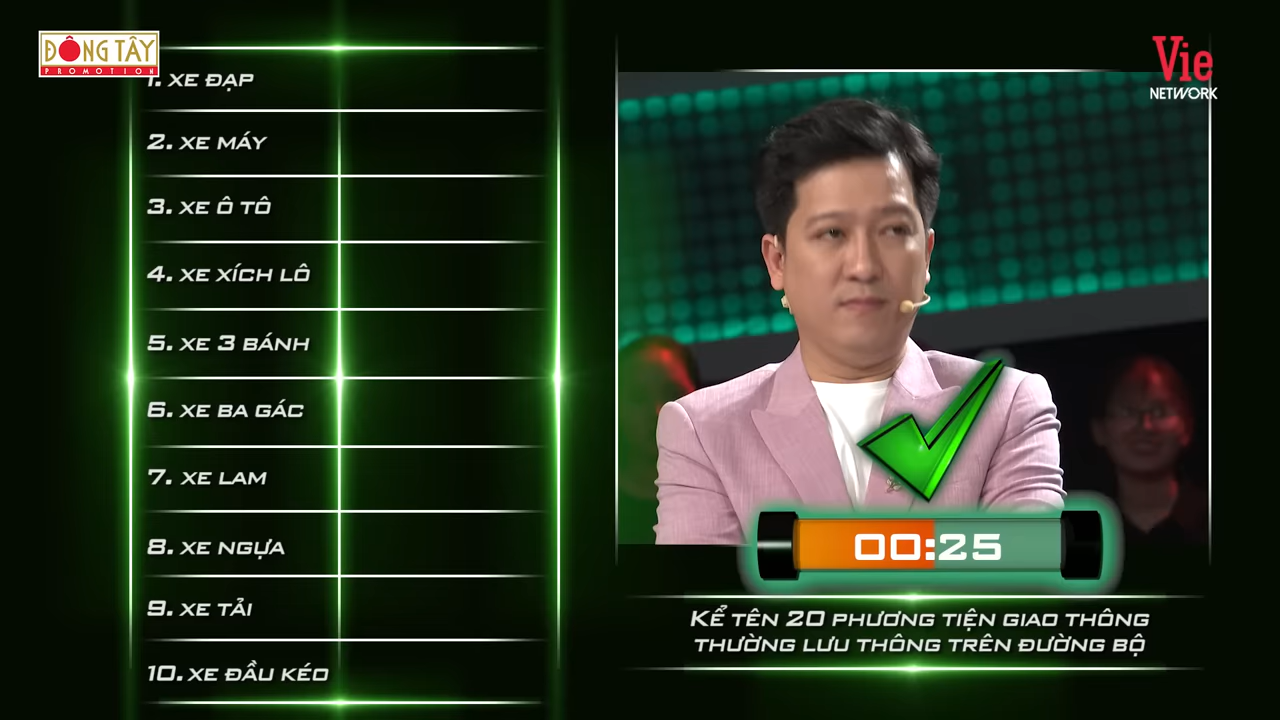 ĐÔNG TÂY
PROMOTION
Vie
NETWORK
1. XE ĐẠP
2. XE MÁY
3. XE Ô TÔ
4. XE XÍCH LÔ
5. XE 3 BÁNH
6. XE BA GÁC
7. XE LAM
8. XE NGỰA
9. XE TẢI
10. XE ĐẦU KÉO
00:25
KỂ TÊN 20 PHƯƠNG TIỆN GIAO THÔNG
THƯỜNG LƯU THÔNG TRÊN ĐƯỜNG BỘ